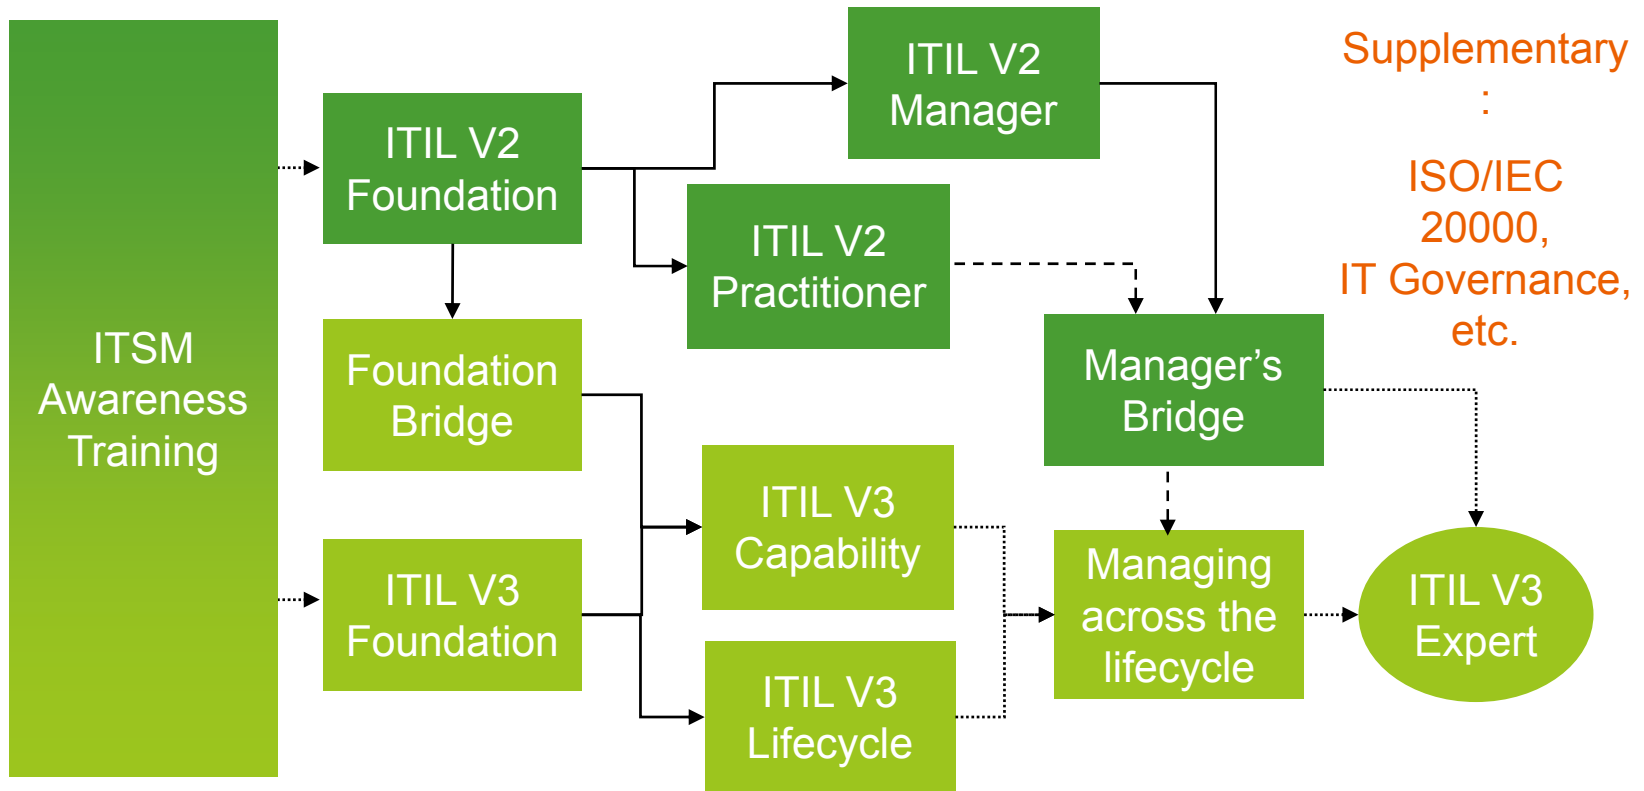 ITSM
Awareness
Training
ITIL V2
Foundation
Foundation
Bridge
ITIL V3
Foundation
ITIL V2
Manager
ITIL V2
Practitioner
ITIL V3
Capability
ITIL V3
Lifecycle
Manager’s
Bridge
Managing
across the
lifecycle
ITIL V3
Expert
Supplementary
:
ISO/IEC
20000,
IT Governance,
etc.